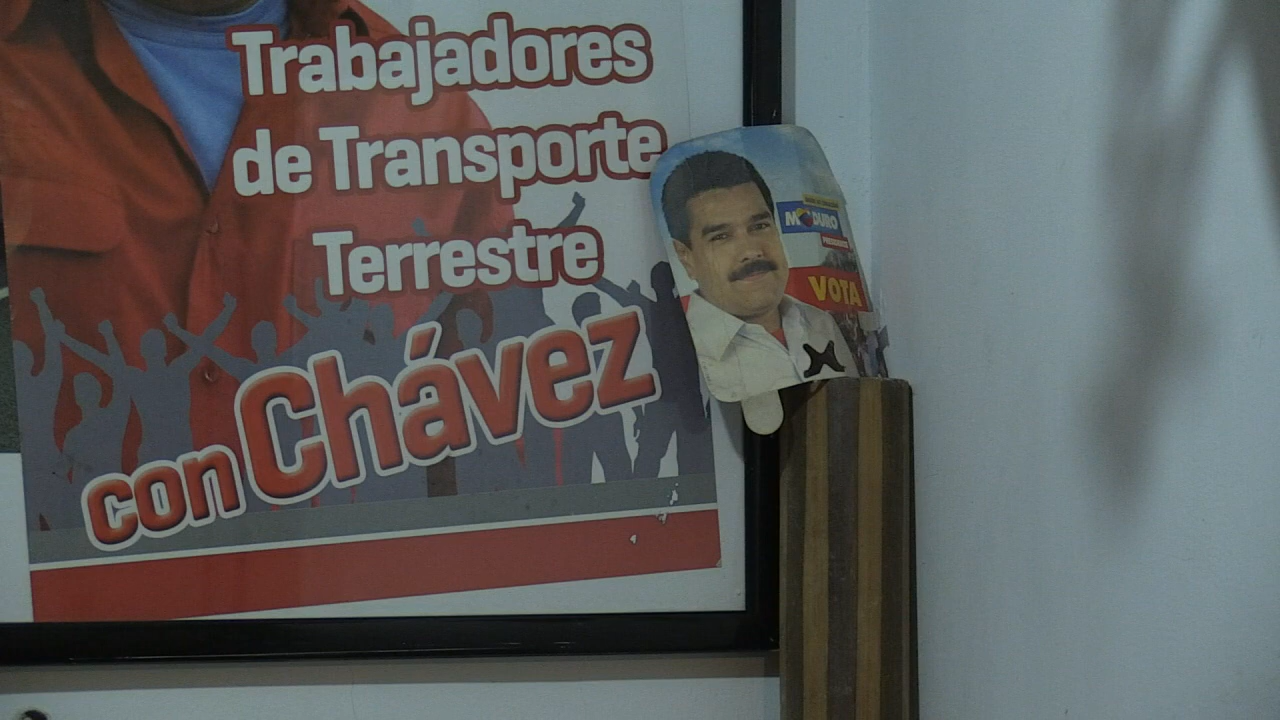 Trabajadores
de Transporte
Terrestre
con Chávez
MADURO
VOTA